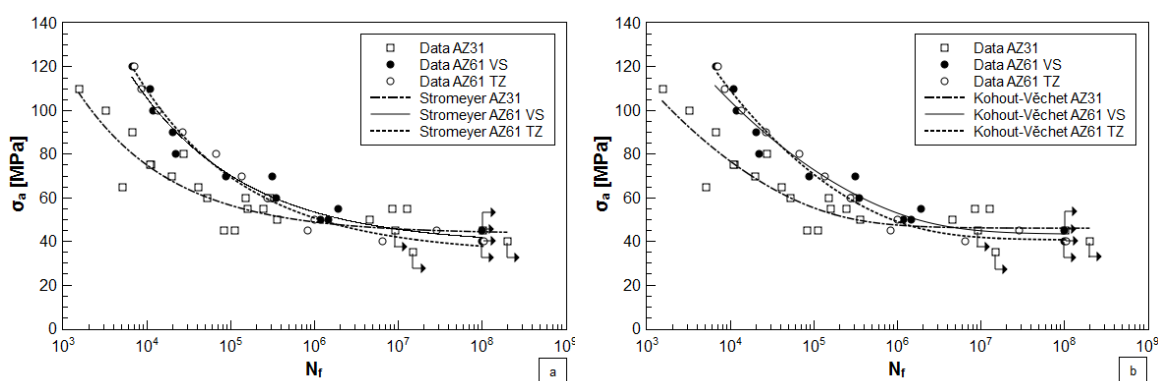 140
120
100
80
60
40
20
0
σa [MPa]
10³ 10⁴ 10⁵ 10⁶ 10⁷ 10⁸ 10⁹
Nf
Data AZ31
Data AZ61 VS
Data AZ61 TZ
Stromeyer AZ31
Stromeyer AZ61 VS
Stromeyer AZ61 TZ
a
140
120
100
80
60
40
20
0
σa [MPa]
10³ 10⁴ 10⁵ 10⁶ 10⁷ 10⁸ 10⁹
Nf
Data AZ31
Data AZ61 VS
Data AZ61 TZ
Kohout-Věchet AZ31
Kohout-Věchet AZ61 VS
Kohout-Věchet AZ61 TZ
b